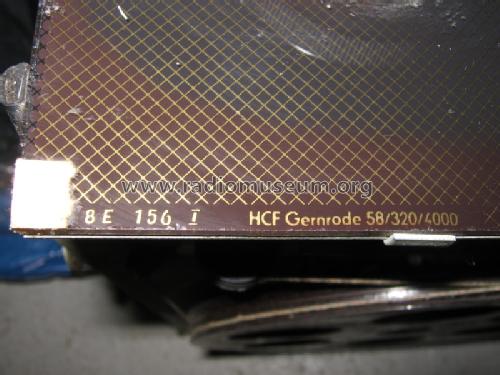 © www.radiomuseum.org
8E 156 I HCF Gernrode 58/320/4000